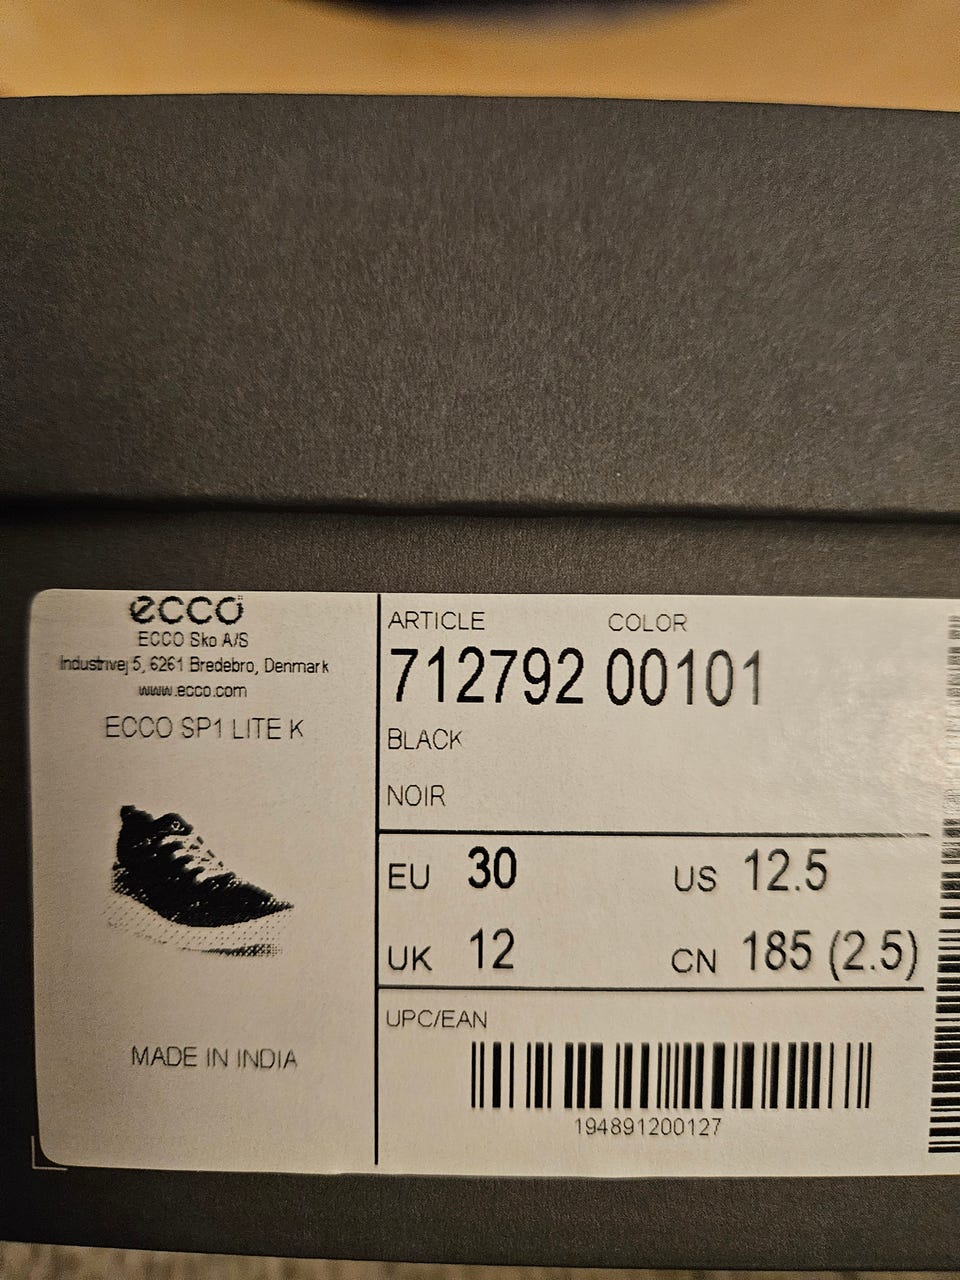 ecco
ECCO Sko A/S
Industrivej 5, 6261 Bredebro, Denmark
www.ecco.com
ECCO SP1 LITE K
MADE IN INDIA
ARTICLE COLOR
712792 00101
BLACK
NOIR
EU 30 US 12.5
UK 12 CN 185 (2.5)
UPC/EAN
194891200127